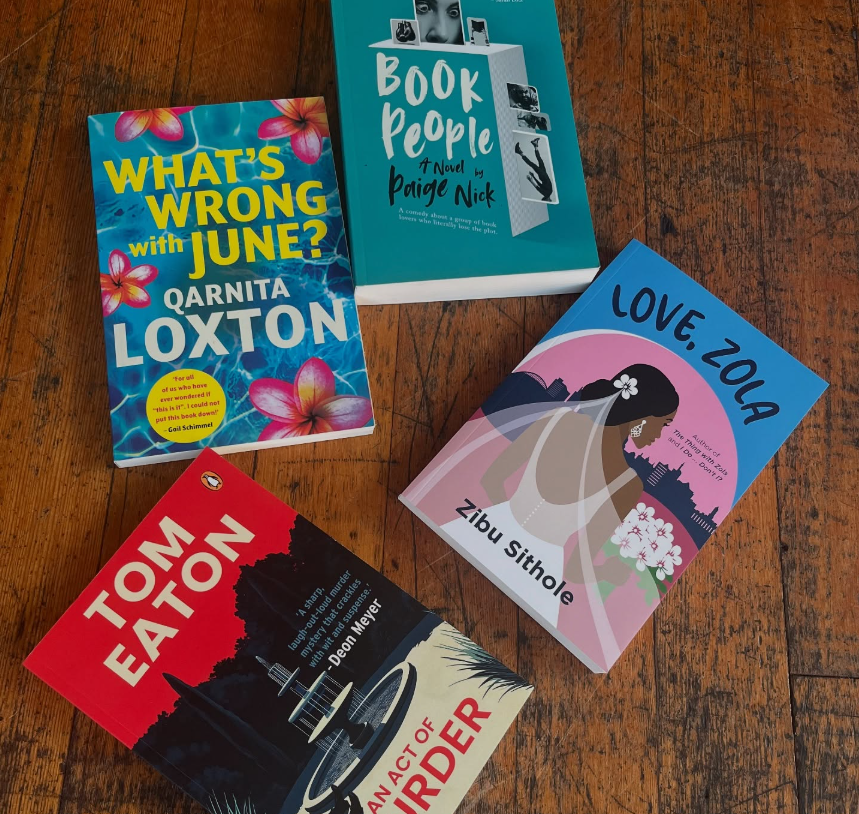 BOOK
People
A Novel by
Paige Nick
A comedy about a group of book
lovers who literally lose the plot.
WHAT'S
WRONG
with JUNE?
QARNITA
LOXTON
"For all
of us who have
ever wondered if
"this is it". I could not
put this book down!"
- Gail Schimmel
LOVE, ZOLA
Author of
The Thing with Zola
and I Do ... Don't I?
Zibu Sithole
TOM
EATON
'A sharp,
laugh-out-loud murder
mystery that crackles
with wit and suspense.'
-Deon Meyer
AN ACT OF
URDER